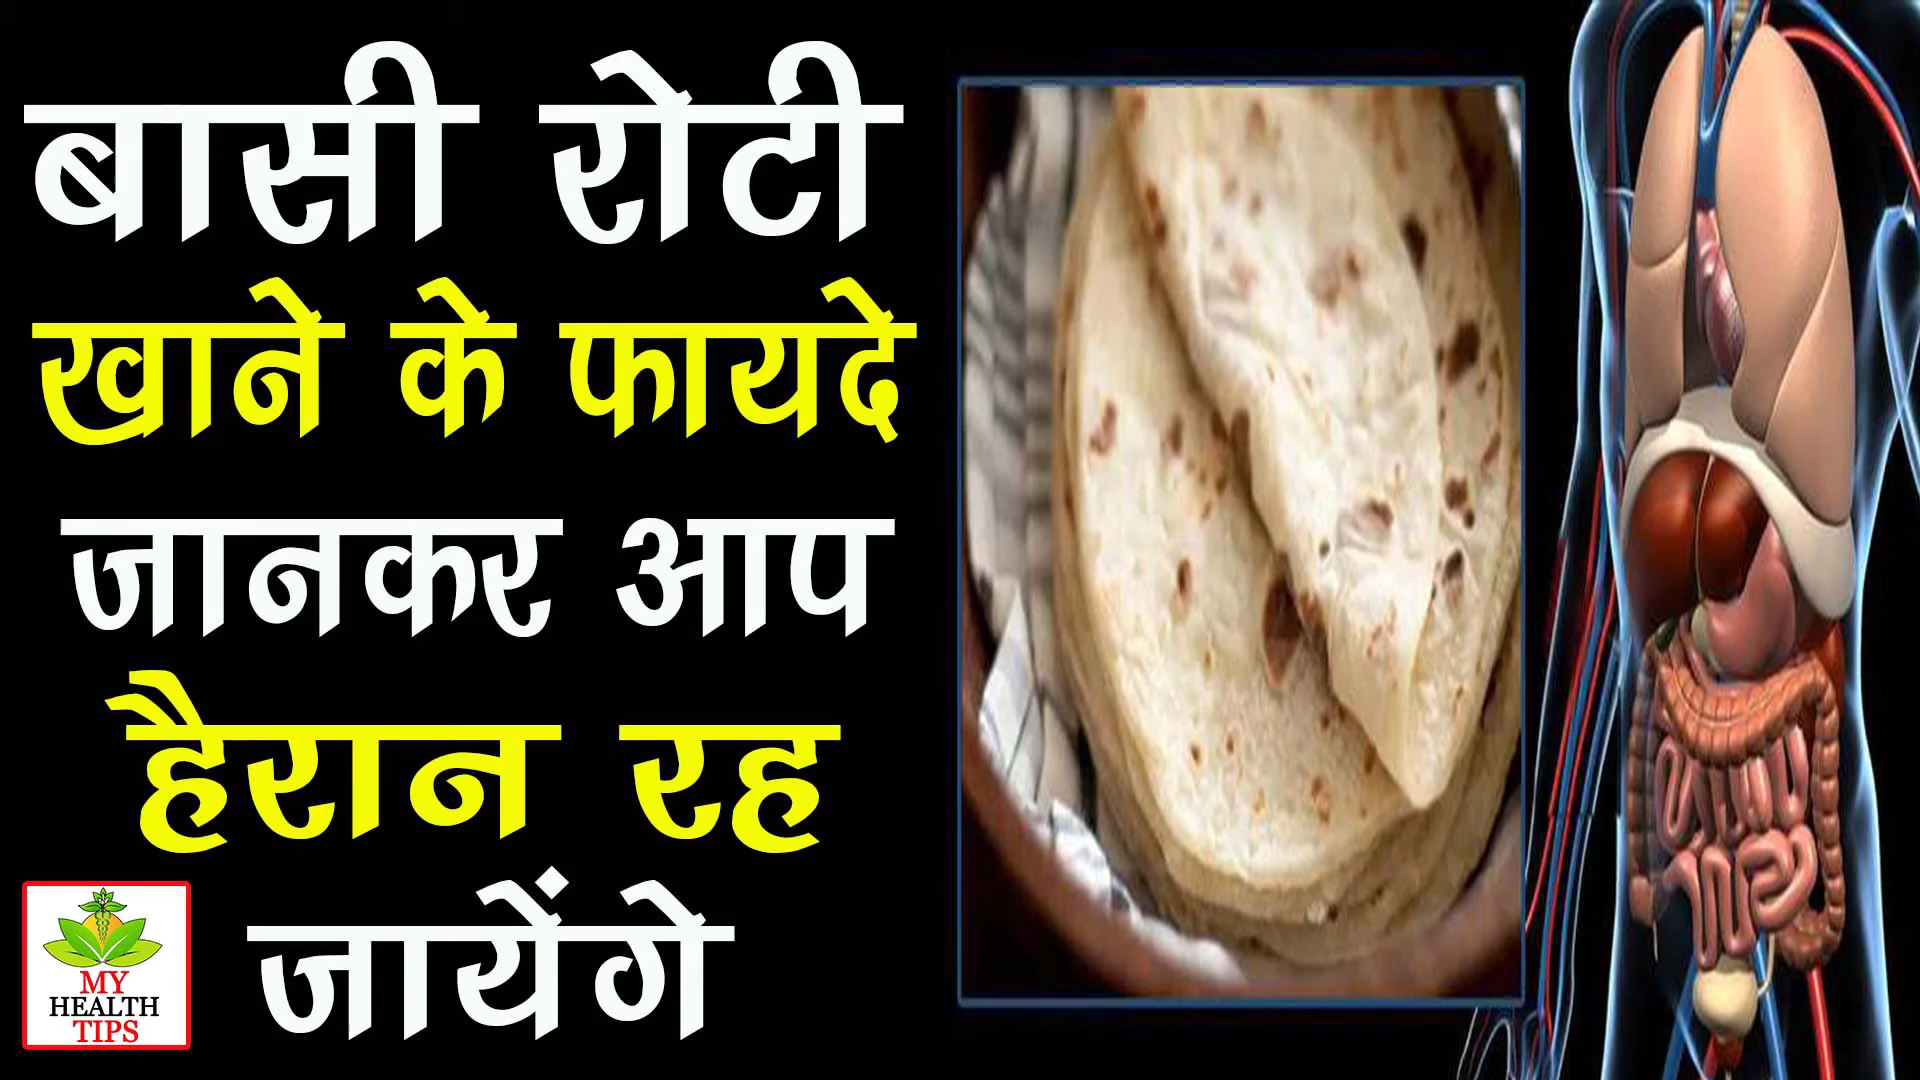 बासी रोटी
खाने के फायदे
जानकर आप
हैरान रह
जायेंगे
MY
HEALTH
TIPS